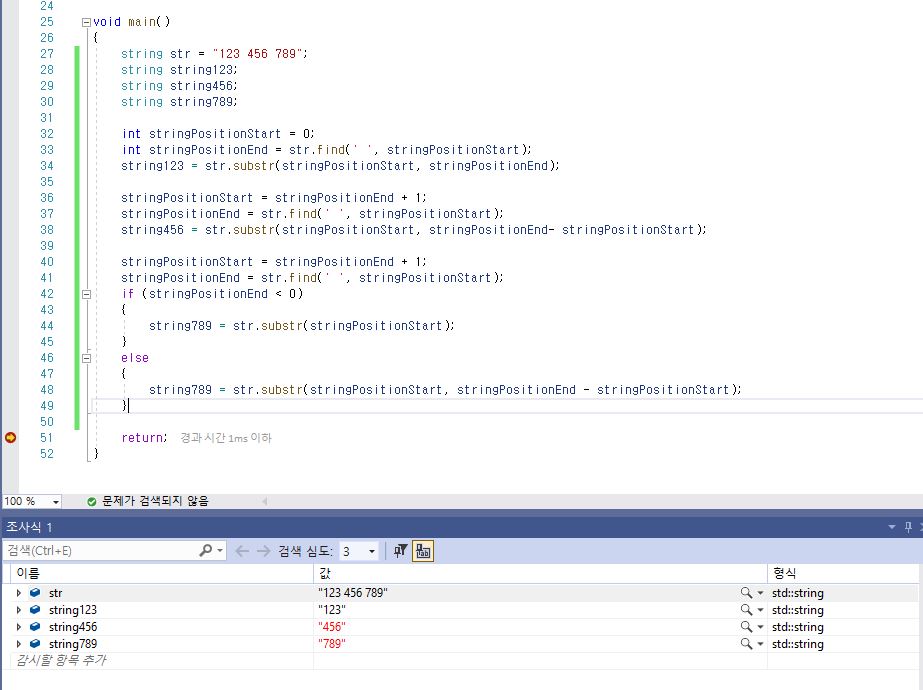 24
25 void main()
26 {
27 string str = "123 456 789";
28 string string123;
29 string string456;
30 string string789;
31
32 int stringPositionStart = 0;
33 int stringPositionEnd = str.find(' ', stringPositionStart);
34 string123 = str.substr(stringPositionStart, stringPositionEnd);
35
36 stringPositionStart = stringPositionEnd + 1;
37 stringPositionEnd = str.find(' ', stringPositionStart);
38 string456 = str.substr(stringPositionStart, stringPositionEnd- stringPositionStart);
39
40 stringPositionStart = stringPositionEnd + 1;
41 stringPositionEnd = str.find(' ', stringPositionStart);
42 if (stringPositionEnd < 0)
43 {
44 string789 = str.substr(stringPositionStart);
45 }
46 else
47 {
48 string789 = str.substr(stringPositionStart, stringPositionEnd - stringPositionStart);
49 }
50
51 return; 경과 시간 1ms 이하
52 }
100 % 문제가 검색되지 않음
조사식 1
검색(Ctrl+E) 검색 심도: 3
이름 값 형식
str "123 456 789" std::string
string123 "123" std::string
string456 "456" std::string
string789 "789" std::string
감시할 항목 추가